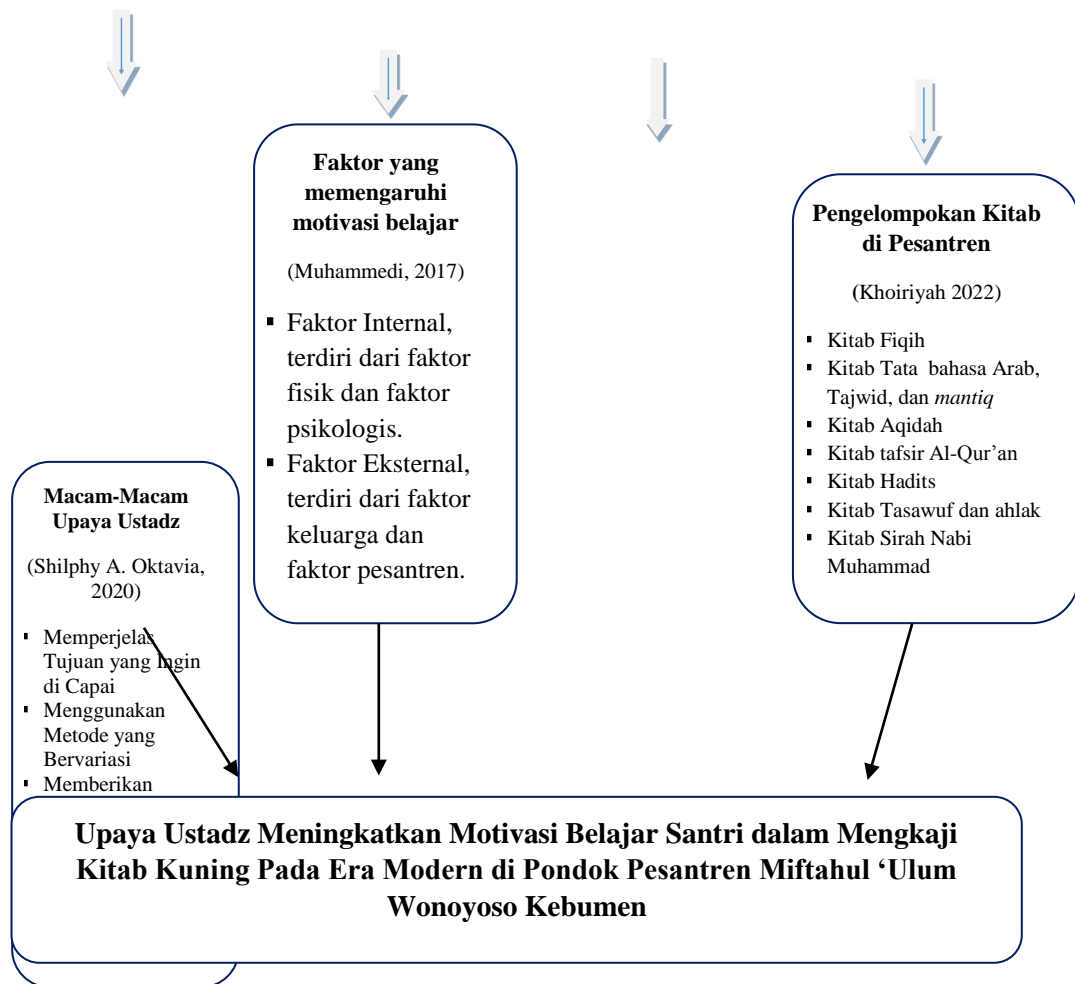 Faktor yang
memengaruhi
motivasi belajar
(Muhammedi, 2017)
▪ Faktor Internal,
terdiri dari faktor
fisik dan faktor
psikologis.
▪ Faktor Eksternal,
terdiri dari faktor
keluarga dan
faktor pesantren.
Pengelompokan Kitab
di Pesantren
(Khoiriyah 2022)
▪ Kitab Fiqih
▪ Kitab Tata bahasa Arab,
Tajwid, dan mantiq
▪ Kitab Aqidah
▪ Kitab tafsir Al-Qur’an
▪ Kitab Hadits
▪ Kitab Tasawuf dan ahlak
▪ Kitab Sirah Nabi
Muhammad
Macam-Macam
Upaya Ustadz
(Shilphy A. Oktavia,
2020)
▪ Memperjelas
Tujuan yang Ingin
di Capai
▪ Menggunakan
Metode yang
Bervariasi
▪ Memberikan
Upaya Ustadz Meningkatkan Motivasi Belajar Santri dalam Mengkaji
Kitab Kuning Pada Era Modern di Pondok Pesantren Miftahul ‘Ulum
Wonoyoso Kebumen